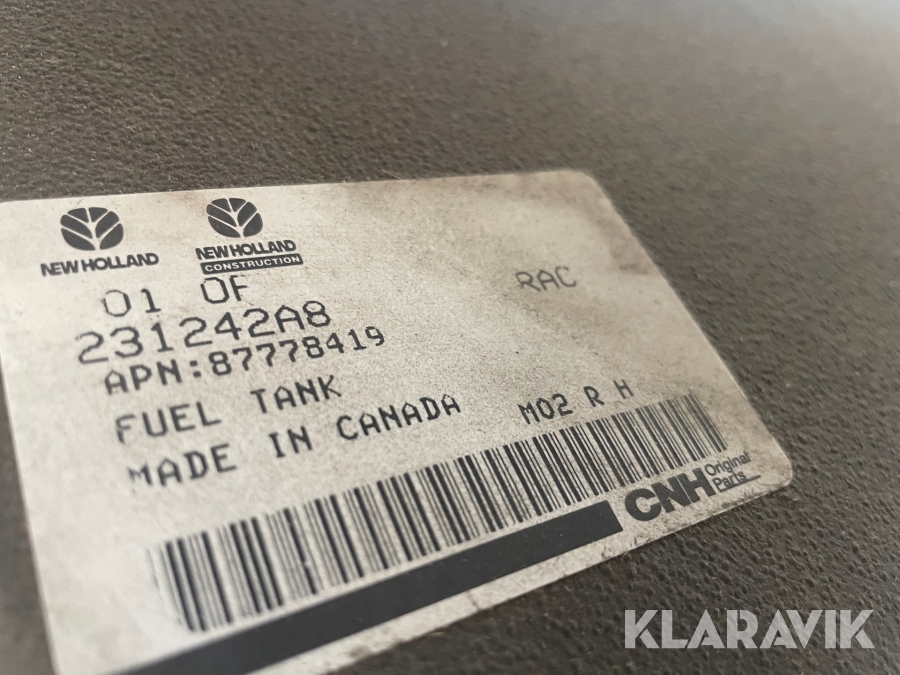 NEW HOLLAND
NEW HOLLAND
CONSTRUCTION
01 OF
RAC
231242A8
APN:87778419
FUEL TANK
MADE IN CANADA M02 R H
CNH Original
Parts
KLARAVIK